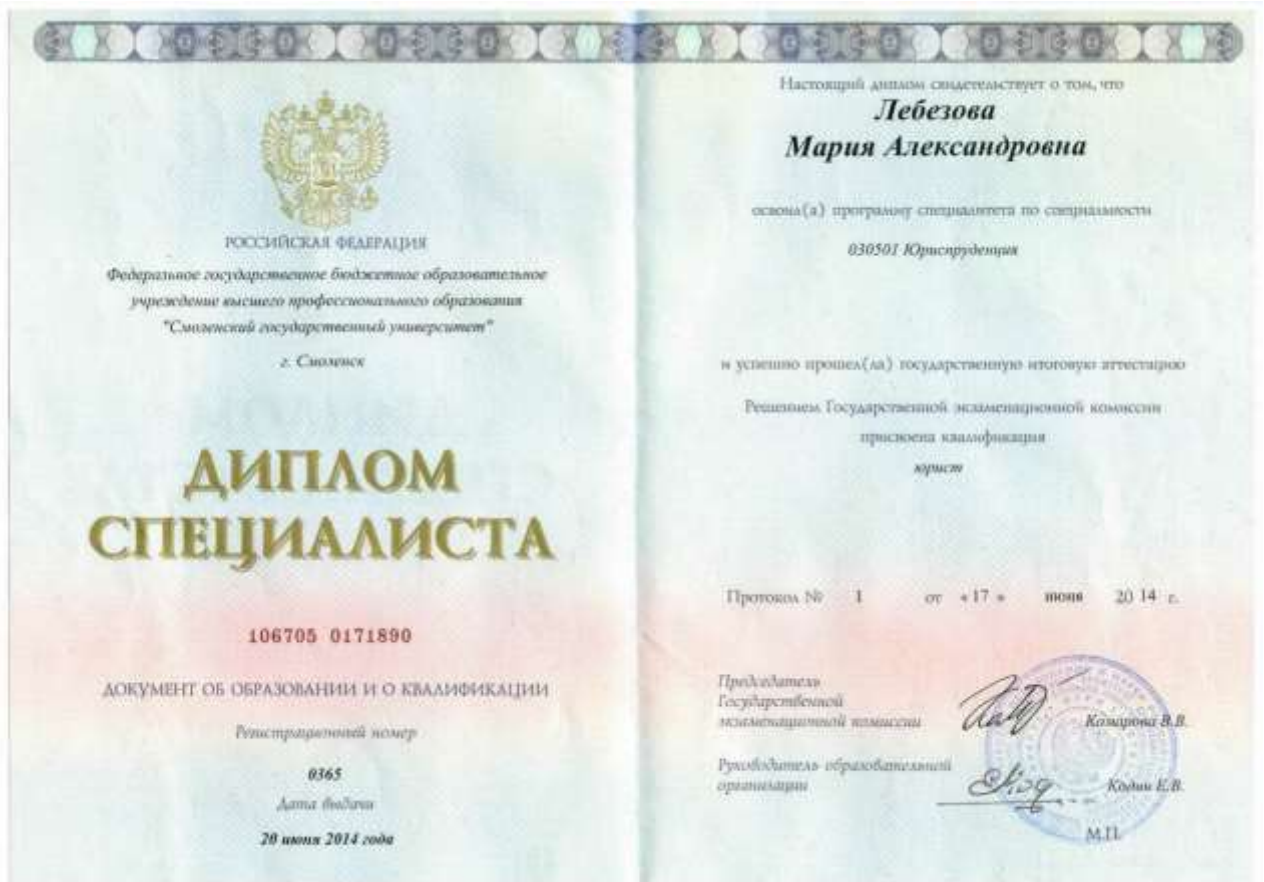 РОССИЙСКАЯ ФЕДЕРАЦИЯ
Федеральное государственное бюджетное образовательное
учреждение высшего профессионального образования
"Смоленский государственный университет"
г. Смоленск
ДИПЛОМ
СПЕЦИАЛИСТА
106705 0171890
ДОКУМЕНТ ОБ ОБРАЗОВАНИИ И О КВАЛИФИКАЦИИ
Регистрационный номер
0365
Дата выдачи
20 июня 2014 года
Настоящий диплом свидетельствует о том, что
Лебезова
Мария Александровна
освоил(а) программу специалитета по специальности
030501 Юриспруденция
и успешно прошел(ла) государственную итоговую аттестацию
Решением Государственной экзаменационной комиссии
присвоена квалификация
юрист
Протокол № 1 от «17» июня 2014 г.
Председатель
Государственной
экзаменационной комиссии
Комарова В.В.
Руководитель образовательной
организации
Кодин Е.В.
М.П.